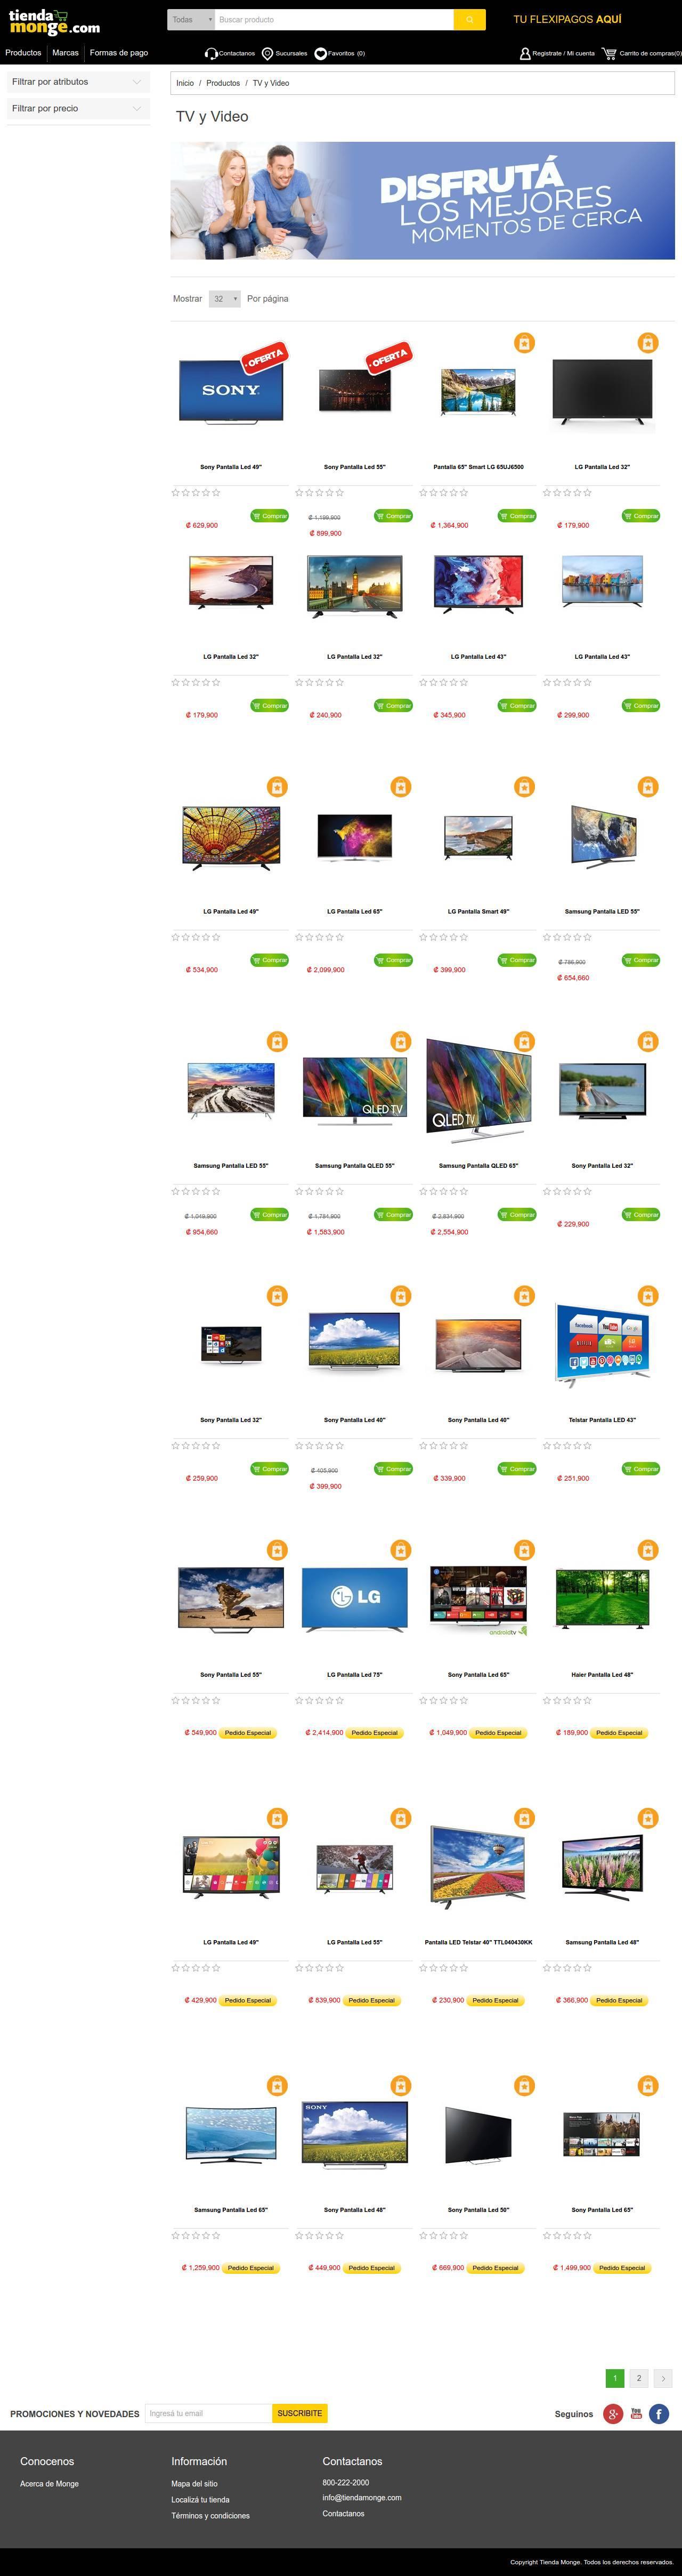 tienda
monge.com
Todas
Buscar producto
TU FLEXIPAGOS AQUÍ
Productos
Marcas
Formas de pago
Contactanos
Sucursales
Favoritos (0)
Registrate / Mi cuenta
Carrito de compras(0)
Filtrar por atributos
Filtrar por precio
Inicio / Productos / TV y Video
TV y Video
DISFRUTÁ
LOS MEJORES
MOMENTOS DE CERCA
Mostrar 32 Por página
¡OFERTA
SONY
¡OFERTA
Sony Pantalla Led 49"
Sony Pantalla Led 55"
Pantalla 65" Smart LG 65UJ6500
LG Pantalla Led 32"
₡ 629,900 Comprar
₡ 1,199,900 ₡ 899,900 Comprar
₡ 1,364,900 Comprar
₡ 179,900 Comprar
LG Pantalla Led 32"
LG Pantalla Led 32"
LG Pantalla Led 43"
LG Pantalla Led 43"
₡ 179,900 Comprar
₡ 240,900 Comprar
₡ 345,900 Comprar
₡ 299,900 Comprar
LG Pantalla Led 49"
LG Pantalla Led 65"
LG Pantalla Smart 49"
Samsung Pantalla LED 55"
₡ 534,900 Comprar
₡ 2,099,900 Comprar
₡ 399,900 Comprar
₡ 654,660 Comprar
QLED TV
QLED TV
Samsung Pantalla LED 55"
Samsung Pantalla QLED 55"
Samsung Pantalla QLED 65"
Sony Pantalla Led 32"
₡ 1,049,900 ₡ 954,660 Comprar
₡ 1,794,900 ₡ 1,583,900 Comprar
₡ 2,834,900 ₡ 2,554,900 Comprar
₡ 229,900 Comprar
facebook
YouTube
Sony Pantalla Led 32"
Sony Pantalla Led 40"
Sony Pantalla Led 40"
Telstar Pantalla LED 43"
₡ 259,900 Comprar
₡ 405,900 ₡ 399,900 Comprar
₡ 339,900 Comprar
₡ 251,900 Comprar
LG
androidtv
Sony Pantalla Led 55"
LG Pantalla Led 75"
Sony Pantalla Led 65"
Haier Pantalla Led 48"
₡ 549,900 Pedido Especial
₡ 2,414,900 Pedido Especial
₡ 1,049,900 Pedido Especial
₡ 189,900 Pedido Especial
LG Pantalla Led 49"
LG Pantalla Led 55"
Pantalla LED Telstar 40" TTL040430KK
Samsung Pantalla Led 48"
₡ 429,900 Pedido Especial
₡ 839,900 Pedido Especial
₡ 230,900 Pedido Especial
₡ 366,900 Pedido Especial
SONY
Samsung Pantalla Led 65"
Sony Pantalla Led 48"
Sony Pantalla Led 50"
Sony Pantalla Led 65"
₡ 1,259,900 Pedido Especial
₡ 449,900 Pedido Especial
₡ 669,900 Pedido Especial
₡ 1,499,900 Pedido Especial
1 2 >
PROMOCIONES Y NOVEDADES
Ingresá tu email
SUSCRIBITE
Seguinos
g+
You Tube
f
Conocenos
Acerca de Monge
Información
Mapa del sitio
Localizá tu tienda
Términos y condiciones
Contactanos
800-222-2000
info@tiendamonge.com
Contactanos
Copyright Tienda Monge. Todos los derechos reservados.